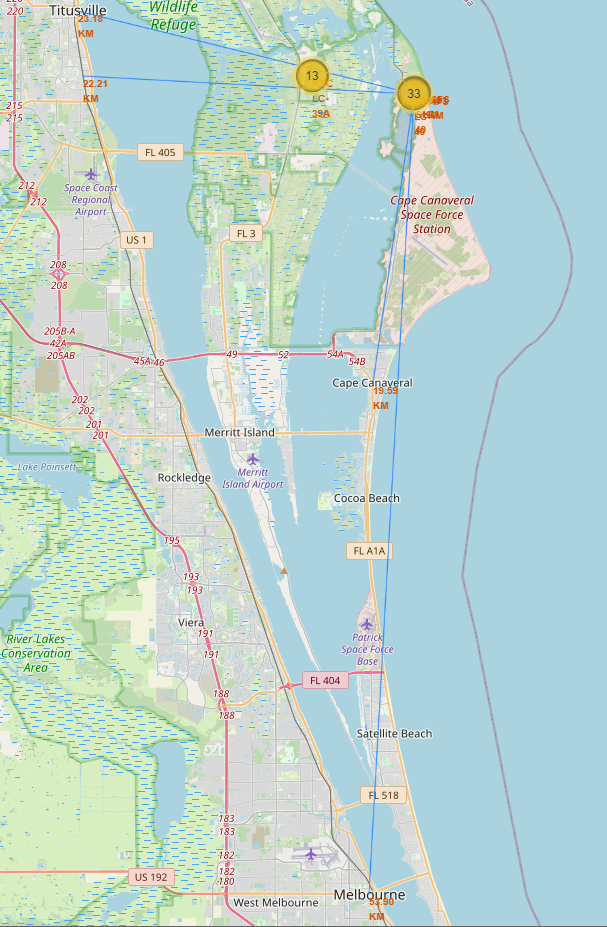 220
Titusville
23.18
KM
Wildlife
Refuge
13
33
22.21
KM
LC
39A
40
215
215
FL 405
Space Coast
Regional
Airport
212
212
Cape Canaveral
Space Force
Station
FL 3
US 1
208
208
205B-A
42A
205AB
45A
46
49
52
54A
54B
Cape Canaveral
19.59
KM
202
202
201
201
Merritt Island
Lake Poinsett
Rockledge
Merritt
Island Airport
Cocoa Beach
195
FL A1A
193
193
Viera
191
191
River Lakes
Conservation
Area
Patrick
Space Force
Base
FL 404
188
188
Satellite Beach
FL 518
183
183
182
182
180
US 192
West Melbourne
Melbourne
53.90
KM